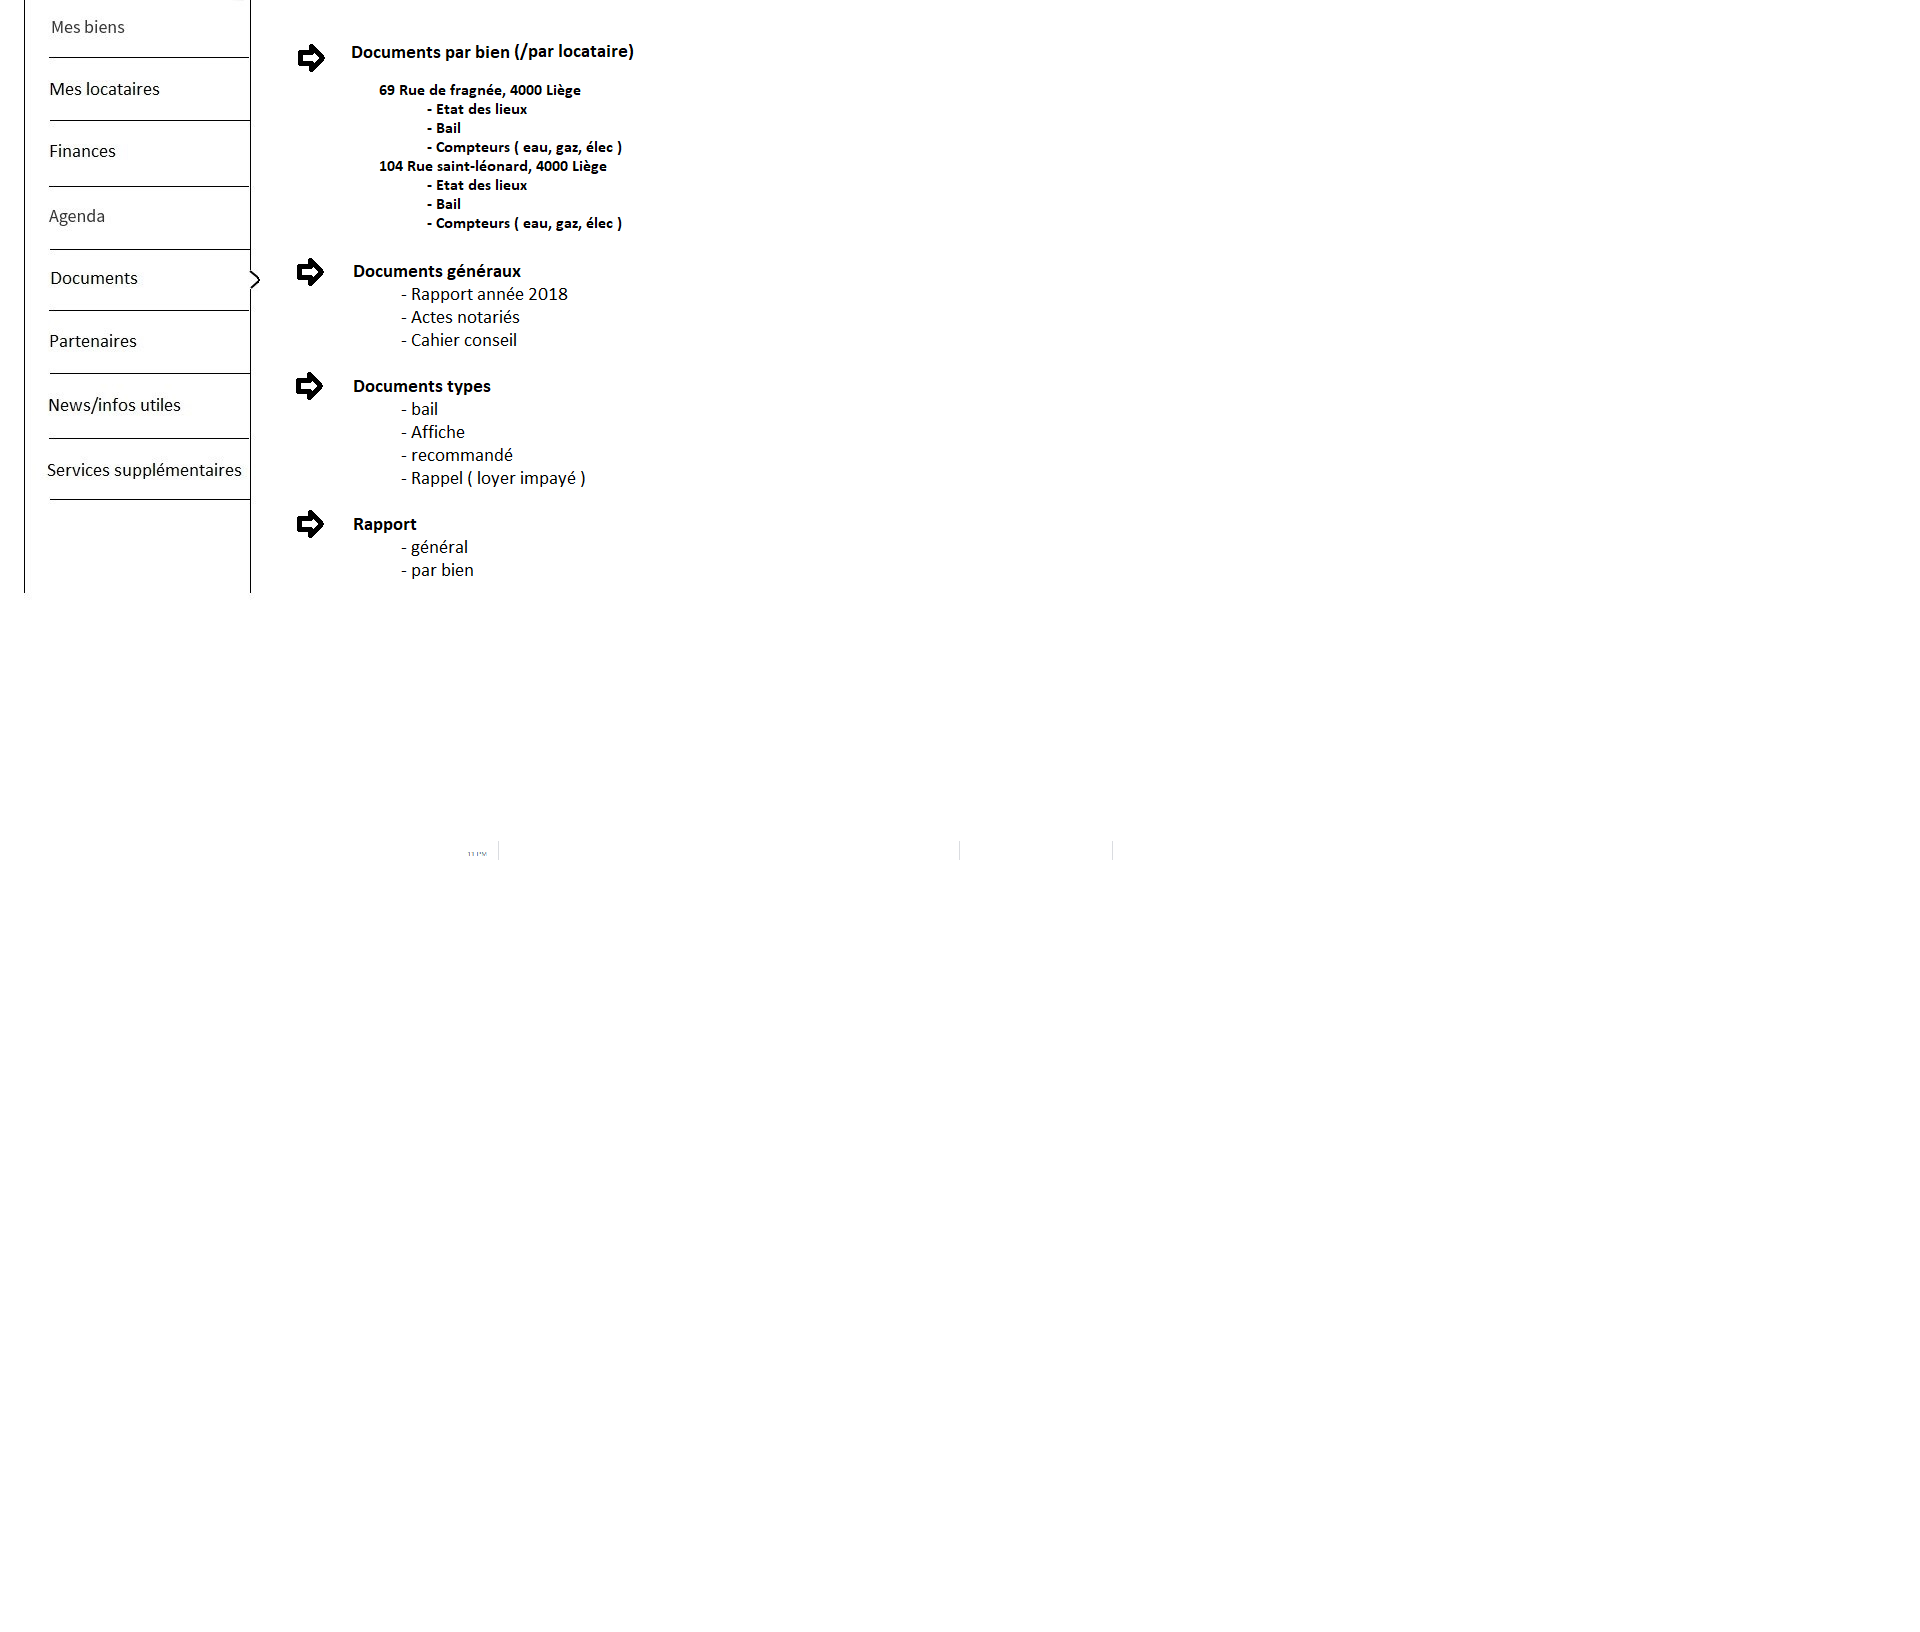 Mes biens
Mes locataires
Finances
Agenda
Documents
Partenaires
News/infos utiles
Services supplémentaires
Documents par bien (/par locataire)
69 Rue de fragnée, 4000 Liège
- Etat des lieux
- Bail
- Compteurs ( eau, gaz, élec )
104 Rue saint-léonard, 4000 Liège
- Etat des lieux
- Bail
- Compteurs ( eau, gaz, élec )
Documents généraux
- Rapport année 2018
- Actes notariés
- Cahier conseil
Documents types
- bail
- Affiche
- recommandé
- Rappel ( loyer impayé )
Rapport
- général
- par bien